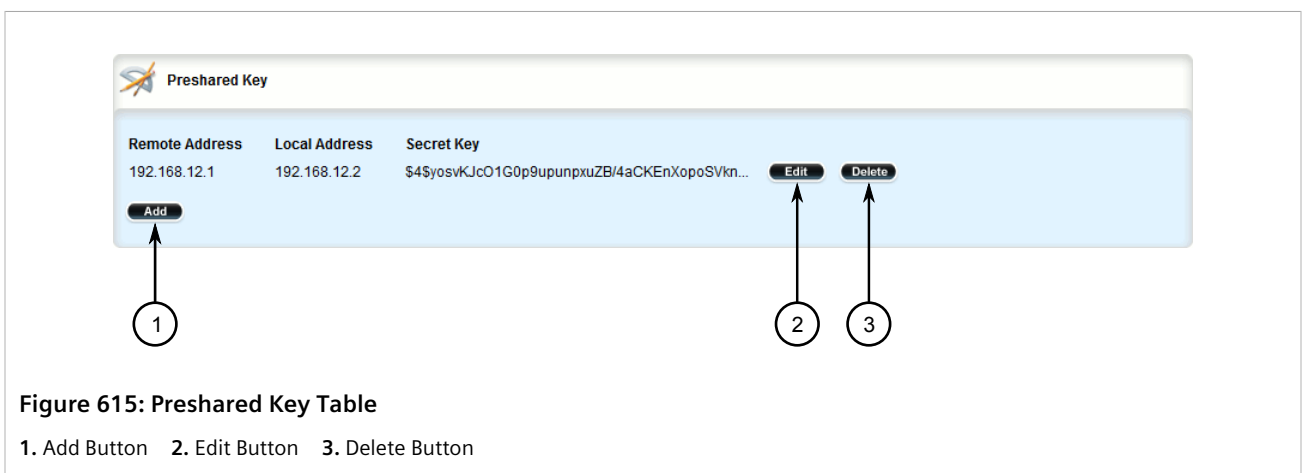 Preshared Key
Remote Address Local Address Secret Key
192.168.12.1 192.168.12.2 $4$yosvKJcO1G0p9upunpxuZB/4aCKEnXopoSVkn... Edit Delete
Add
1 2 3
Figure 615: Preshared Key Table
1. Add Button 2. Edit Button 3. Delete Button